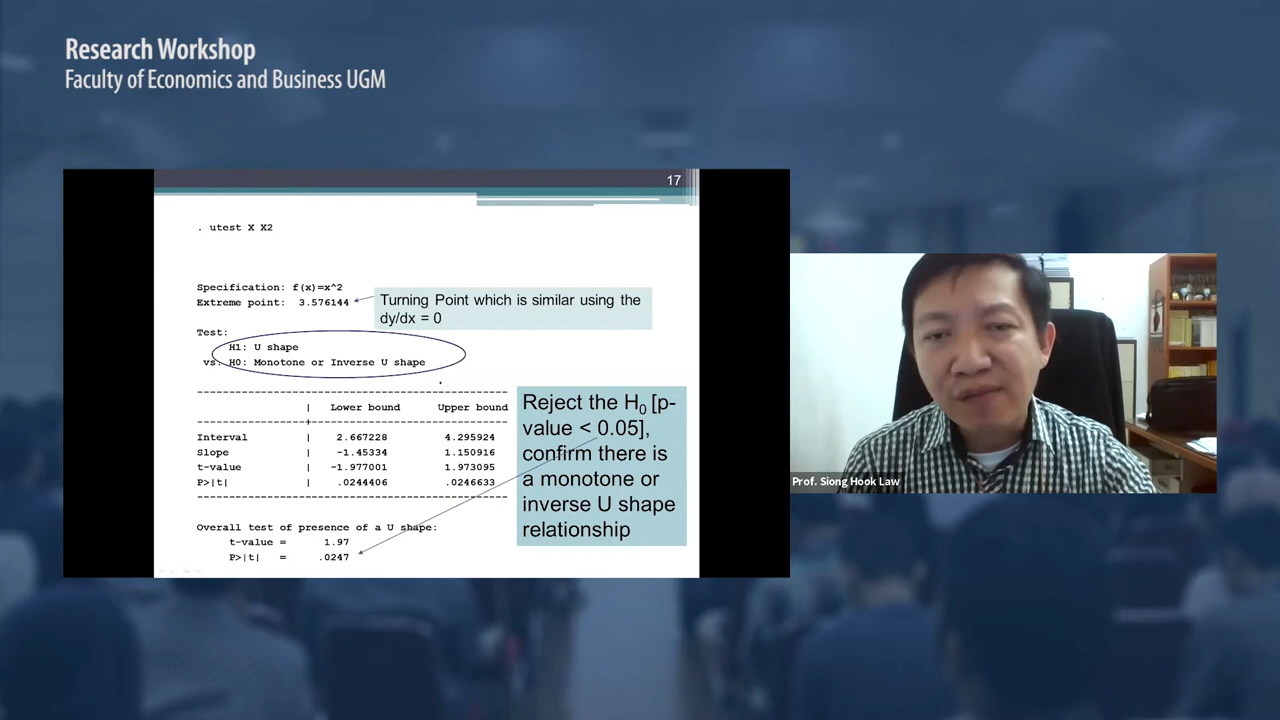 Research Workshop
Faculty of Economics and Business UGM
17
. utest X X2
Specification: f(x)=x^2
Extreme point: 3.576144
Turning Point which is similar using the
dy/dx = 0
Test:
H1: U shape
vs. H0: Monotone or Inverse U shape
| Lower bound Upper bound
Interval | 2.667228 4.295924
Slope | -1.45334 1.150916
t-value | -1.977001 1.973095
P>|t| | .0244406 .0246633
Reject the H0 [p-
value < 0.05],
confirm there is
a monotone or
inverse U shape
relationship
Overall test of presence of a U shape:
t-value = 1.97
P>|t| = .0247
Prof. Siong Hook Law